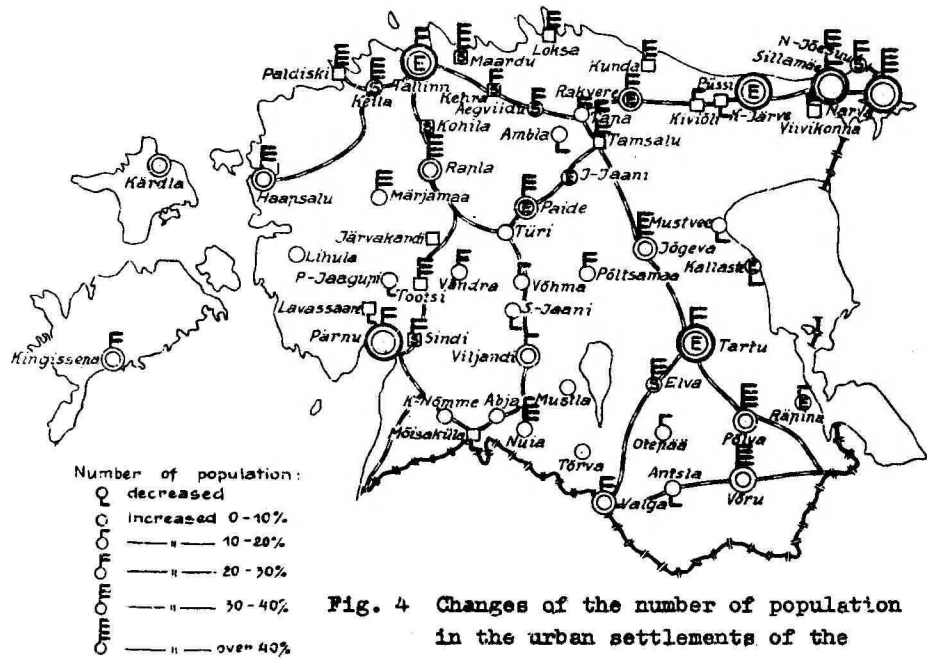 Loksa
N-Jõesuu
Sillamäe
Maardu
Kunda
Paldiski
Tallinn
Püssi
Keila
Kehra
Rakvere
Narva
Aegviidu
Tapa
Kiviõli
K-Järve
Viivikonna
Kohila
Ambla
Tamsalu
Kärdla
Rapla
J-Jaani
Haapsalu
Märjamaa
Paide
Mustvee
Järvakandi
Türi
Jõgeva
Lihula
Kallaste
P-Jaagupi
Vändra
Võhma
Põltsamaa
Tootsi
Lavassaare
S.-Jaani
Pärnu
Sindi
Tartu
Kingissepa
Viljandi
Elva
K-Nõmme
Abja
Mustla
Räpina
Mõisaküla
Nuia
Otepää
Põlva
Tõrva
Antsla
Valga
Võru
Number of population:
decreased
increased 0-10%
— " — 10-20%
— " — 20-30%
— " — 30-40%
— " — over 40%
Fig. 4 Changes of the number of population
in the urban settlements of the